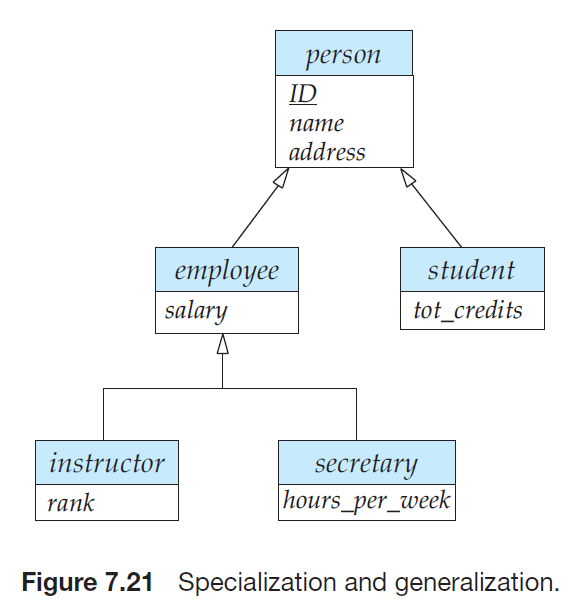 person
ID
name
address
employee
salary
student
tot_credits
instructor
rank
secretary
hours_per_week
Figure 7.21 Specialization and generalization.